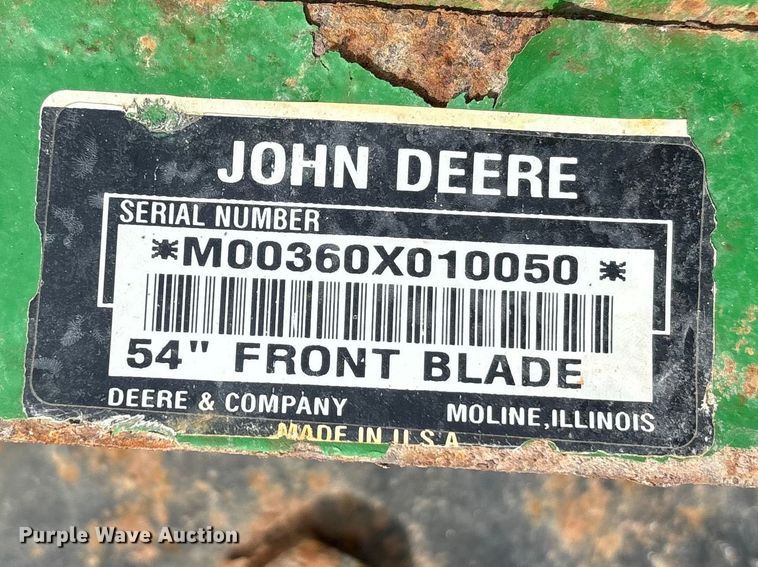 JOHN DEERE
SERIAL NUMBER
*M00360X010050*
54" FRONT BLADE
DEERE & COMPANY MOLINE, ILLINOIS
MADE IN U.S.A
Purple Wave Auction